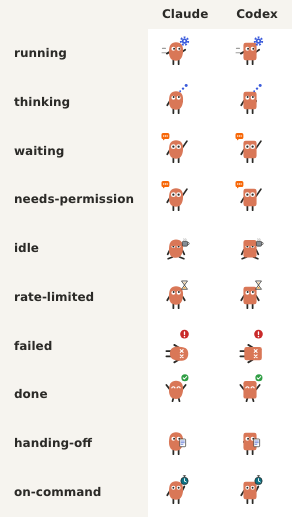 Claude Codex
running
thinking
waiting
needs-permission
idle
rate-limited
failed
done
handing-off
on-command